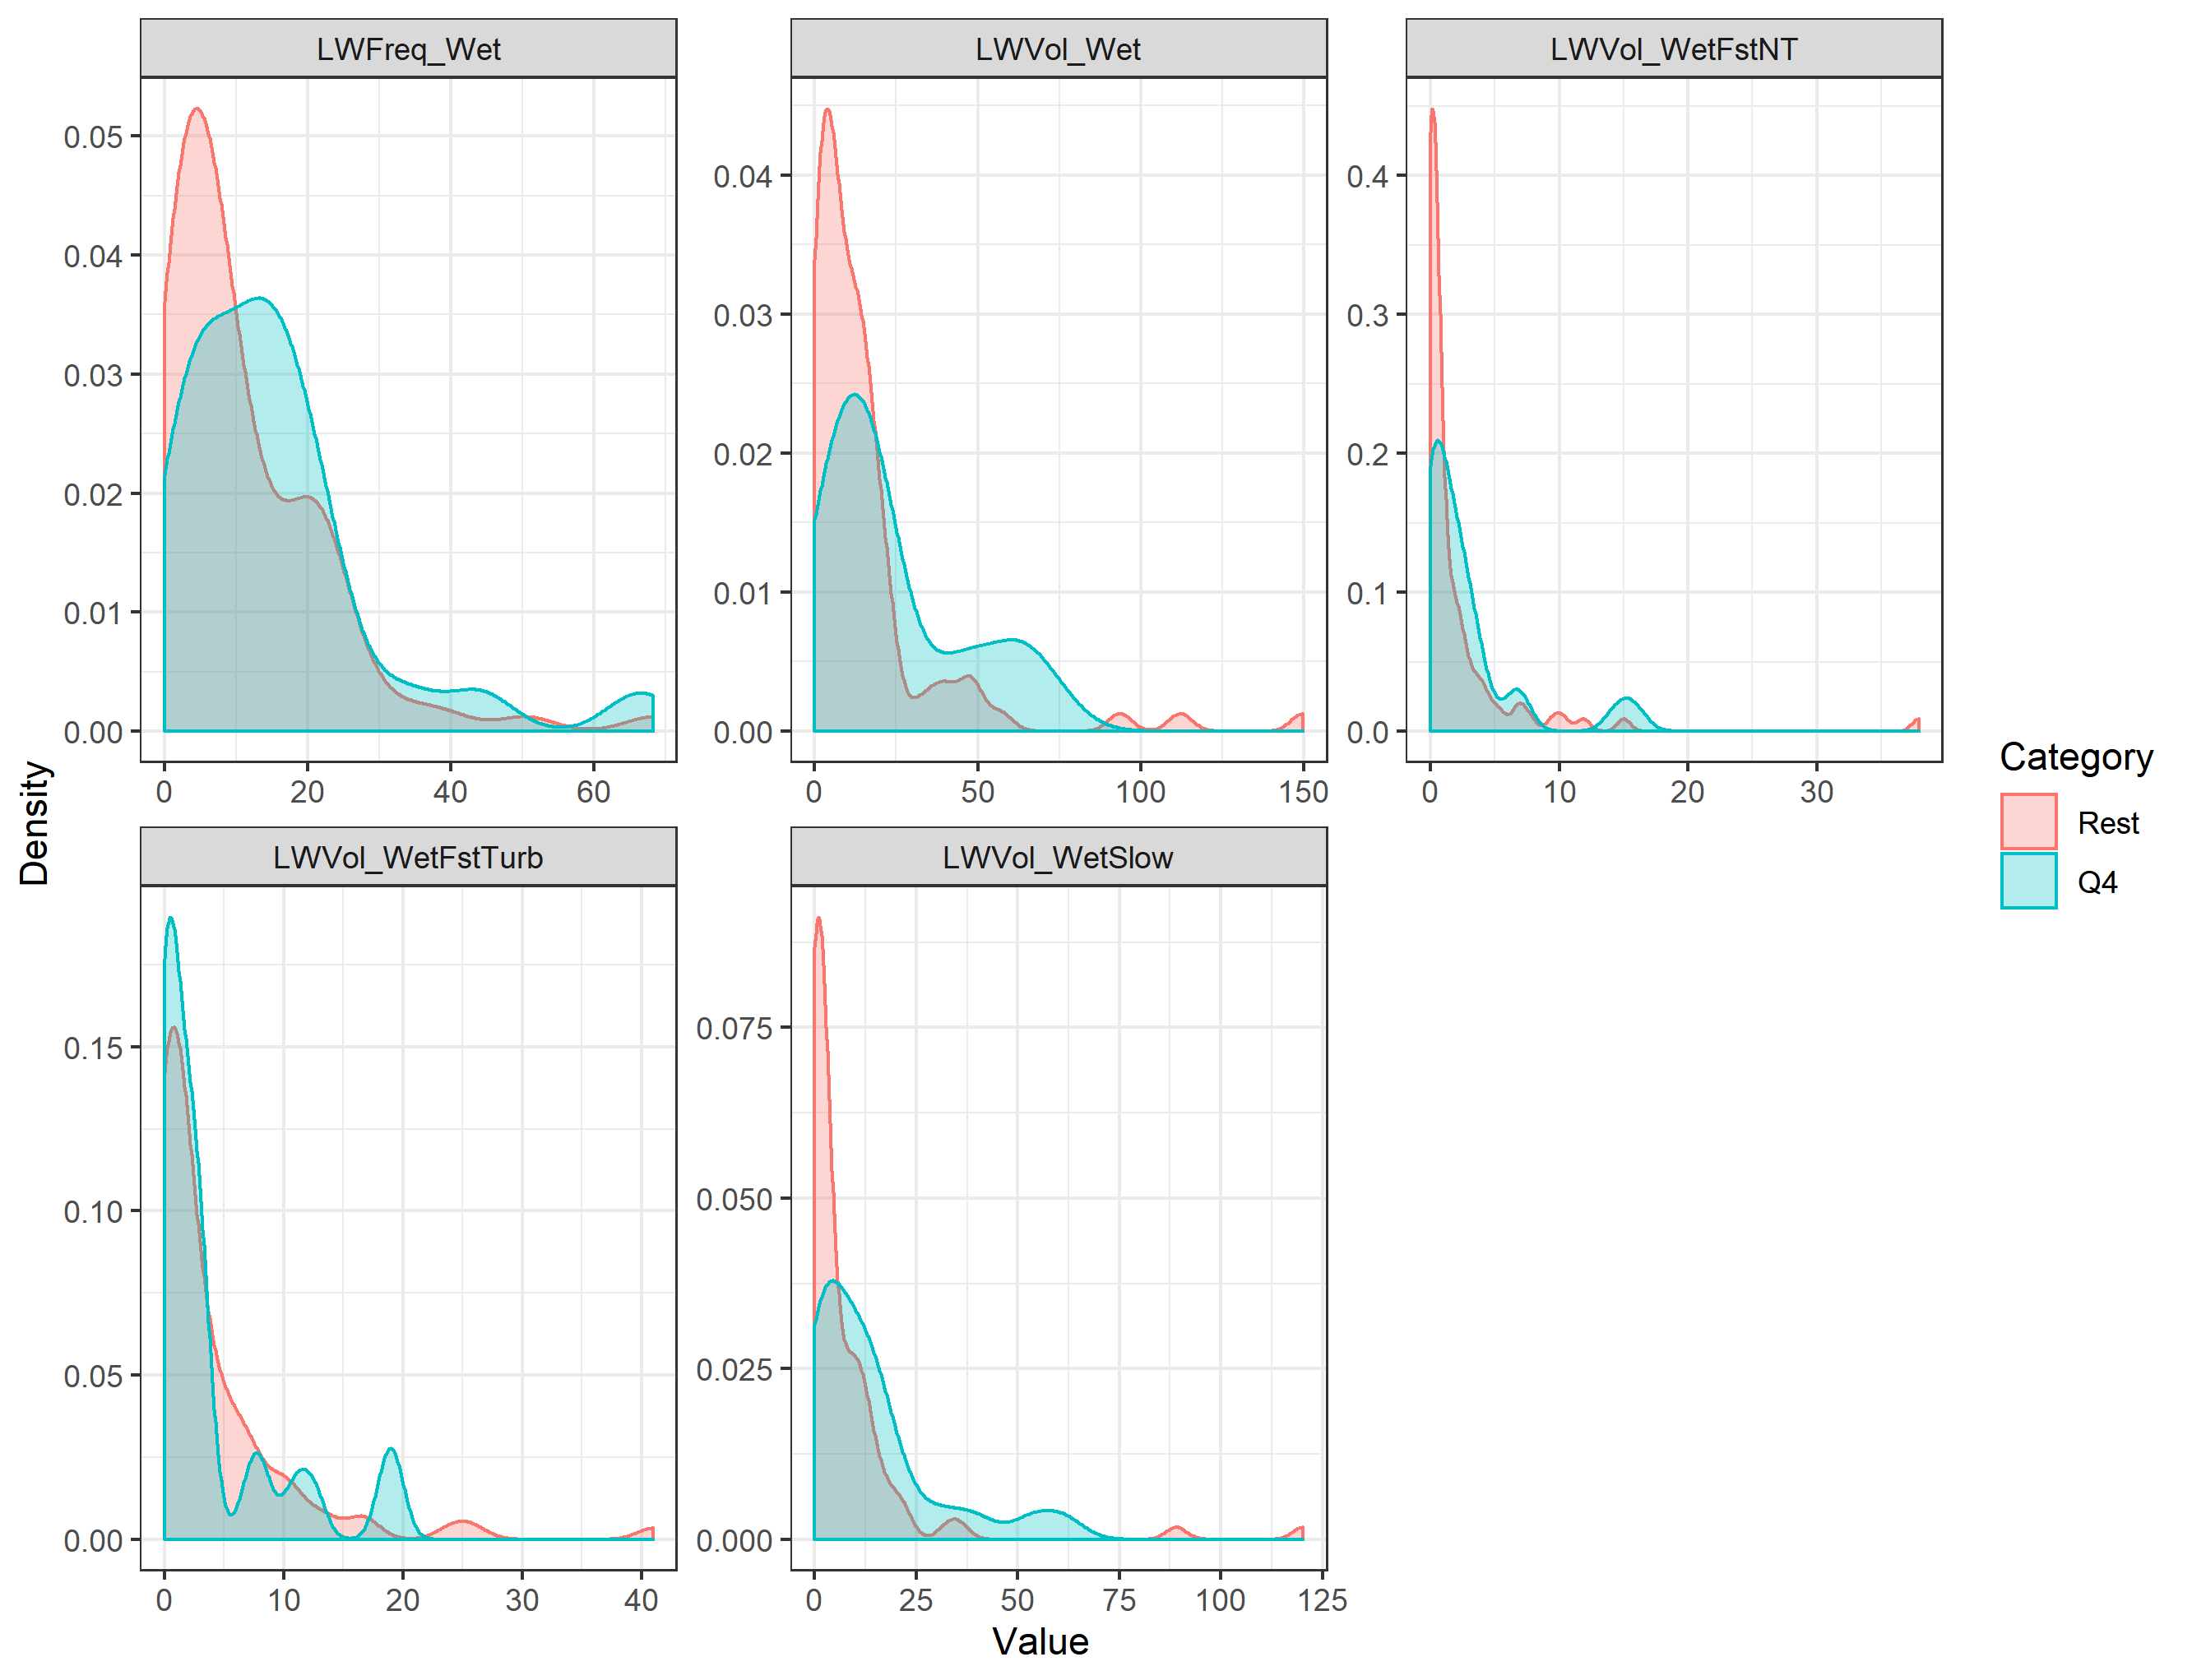 LWFreq_Wet
0.05
0.04
0.03
0.02
0.01
0.00
0 20 40 60
LWVol_Wet
0.04
0.03
0.02
0.01
0.00
0 50 100 150
LWVol_WetFstNT
0.4
0.3
0.2
0.1
0.0
0 10 20 30
LWVol_WetFstTurb
0.15
0.10
0.05
0.00
0 10 20 30 40
LWVol_WetSlow
0.075
0.050
0.025
0.000
0 25 50 75 100 125
Density
Value
Category
Rest
Q4